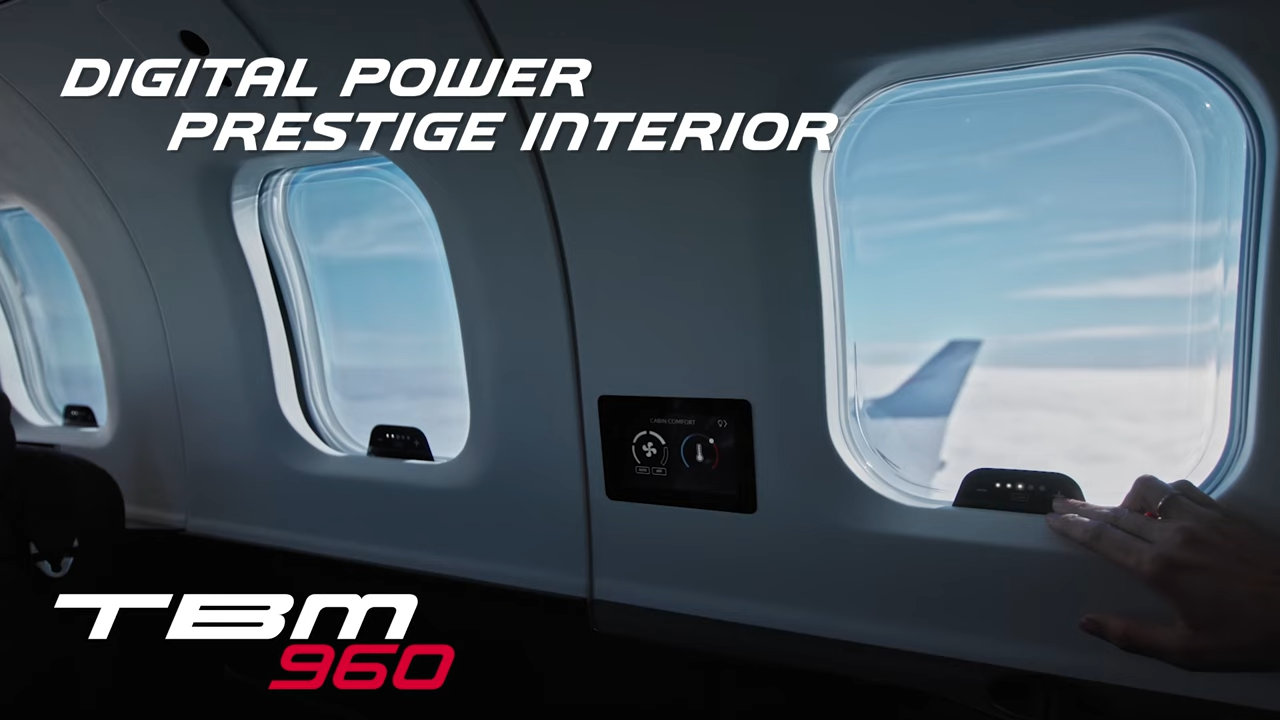 DIGITAL POWER
PRESTIGE INTERIOR
CABIN COMFORT
TBM
960